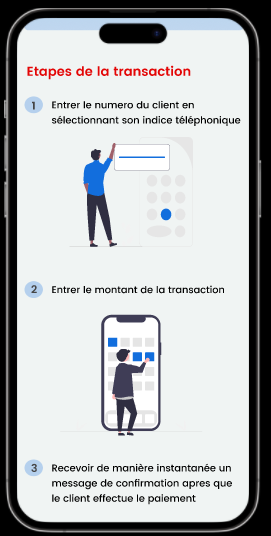 Etapes de la transaction
1
Entrer le numero du client en
sélectionnant son indice téléphonique
2
Entrer le montant de la transaction
3
Recevoir de manière instantanée un
message de confirmation apres que
le client effectue le paiement